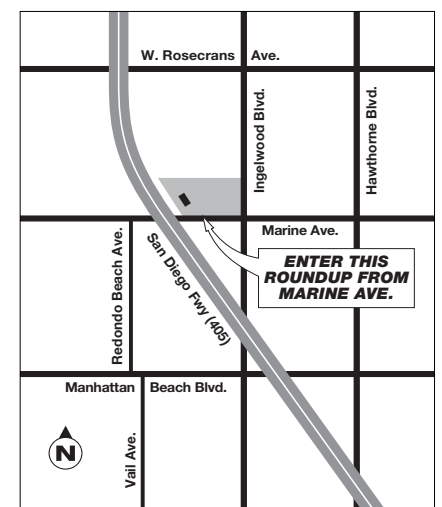 W. Rosecrans Ave.
Ingelwood Blvd.
Hawthorne Blvd.
Marine Ave.
Redondo Beach Ave.
San Diego Fwy (405)
ENTER THIS
ROUNDUP FROM
MARINE AVE.
Manhattan Beach Blvd.
Vail Ave.
N